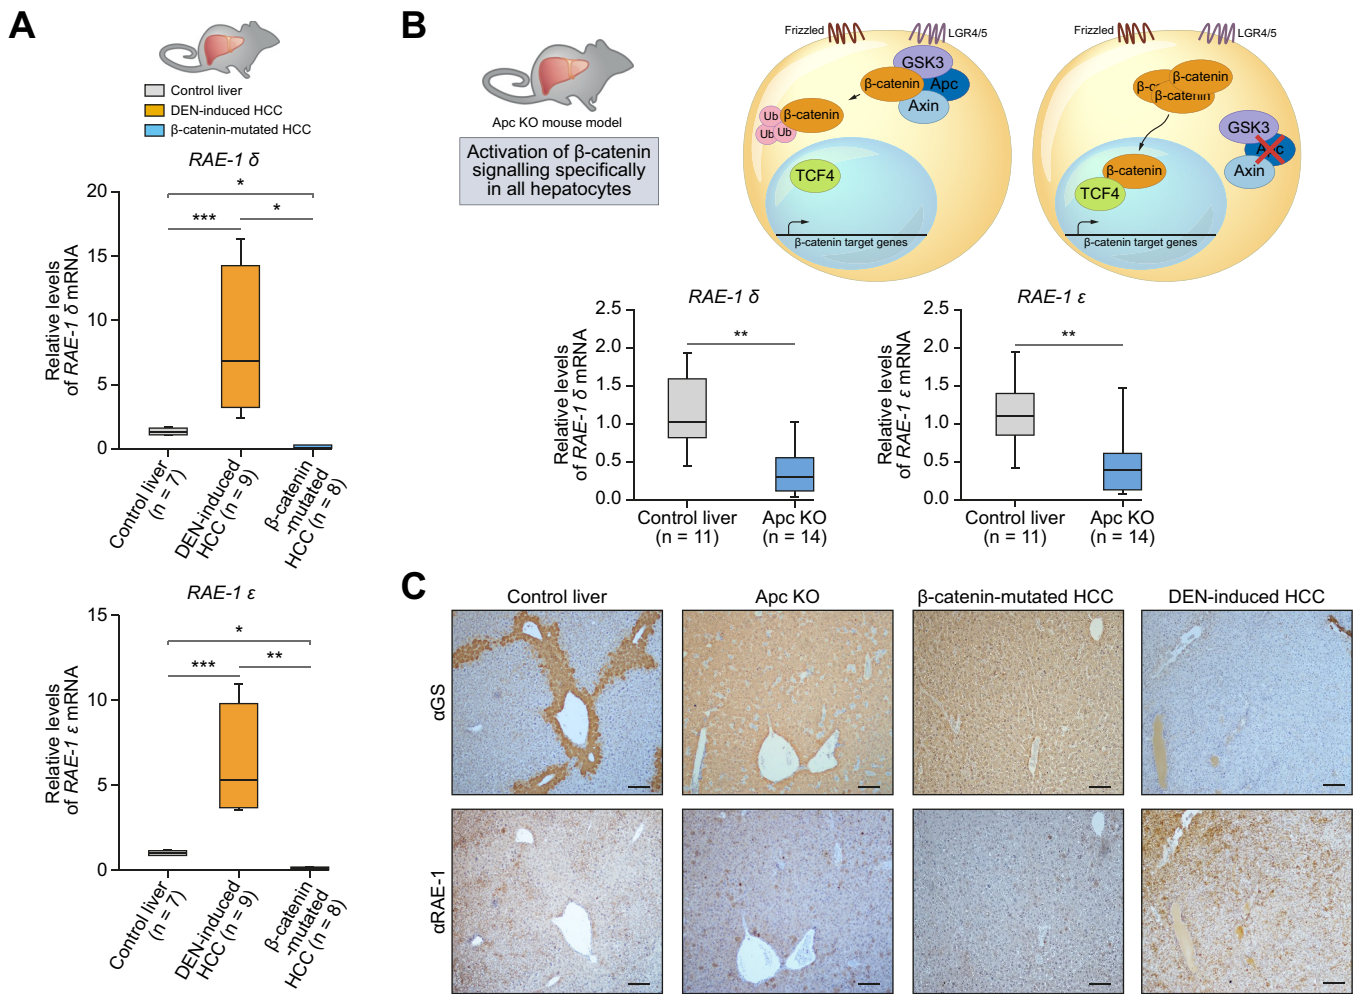 A
Control liver
DEN-induced HCC
β-catenin-mutated HCC
RAE-1 δ
Relative levels
of RAE-1 δ mRNA
20
15
10
5
0
*
***
*
Control liver
(n = 7)
DEN-induced
HCC (n = 9)
β-catenin
-mutated
HCC (n = 8)
RAE-1 ε
Relative levels
of RAE-1 ε mRNA
15
10
5
0
*
***
**
Control liver
(n = 7)
DEN-induced
HCC (n = 9)
β-catenin
-mutated
HCC (n = 8)
B
Apc KO mouse model
Activation of β-catenin
signalling specifically
in all hepatocytes
Frizzled
LGR4/5
GSK3
β-catenin
Apc
Axin
Ub
Ub
Ub
β-catenin
TCF4
β-catenin target genes
Frizzled
LGR4/5
β-catenin
β-c
β-catenin
GSK3
Apc
Axin
β-catenin
TCF4
β-catenin target genes
RAE-1 δ
Relative levels
of RAE-1 δ mRNA
2.5
2.0
1.5
1.0
0.5
0.0
**
Control liver
(n = 11)
Apc KO
(n = 14)
RAE-1 ε
Relative levels
of RAE-1 ε mRNA
2.5
2.0
1.5
1.0
0.5
0.0
**
Control liver
(n = 11)
Apc KO
(n = 14)
C
Control liver
Apc KO
β-catenin-mutated HCC
DEN-induced HCC
αGS
αRAE-1